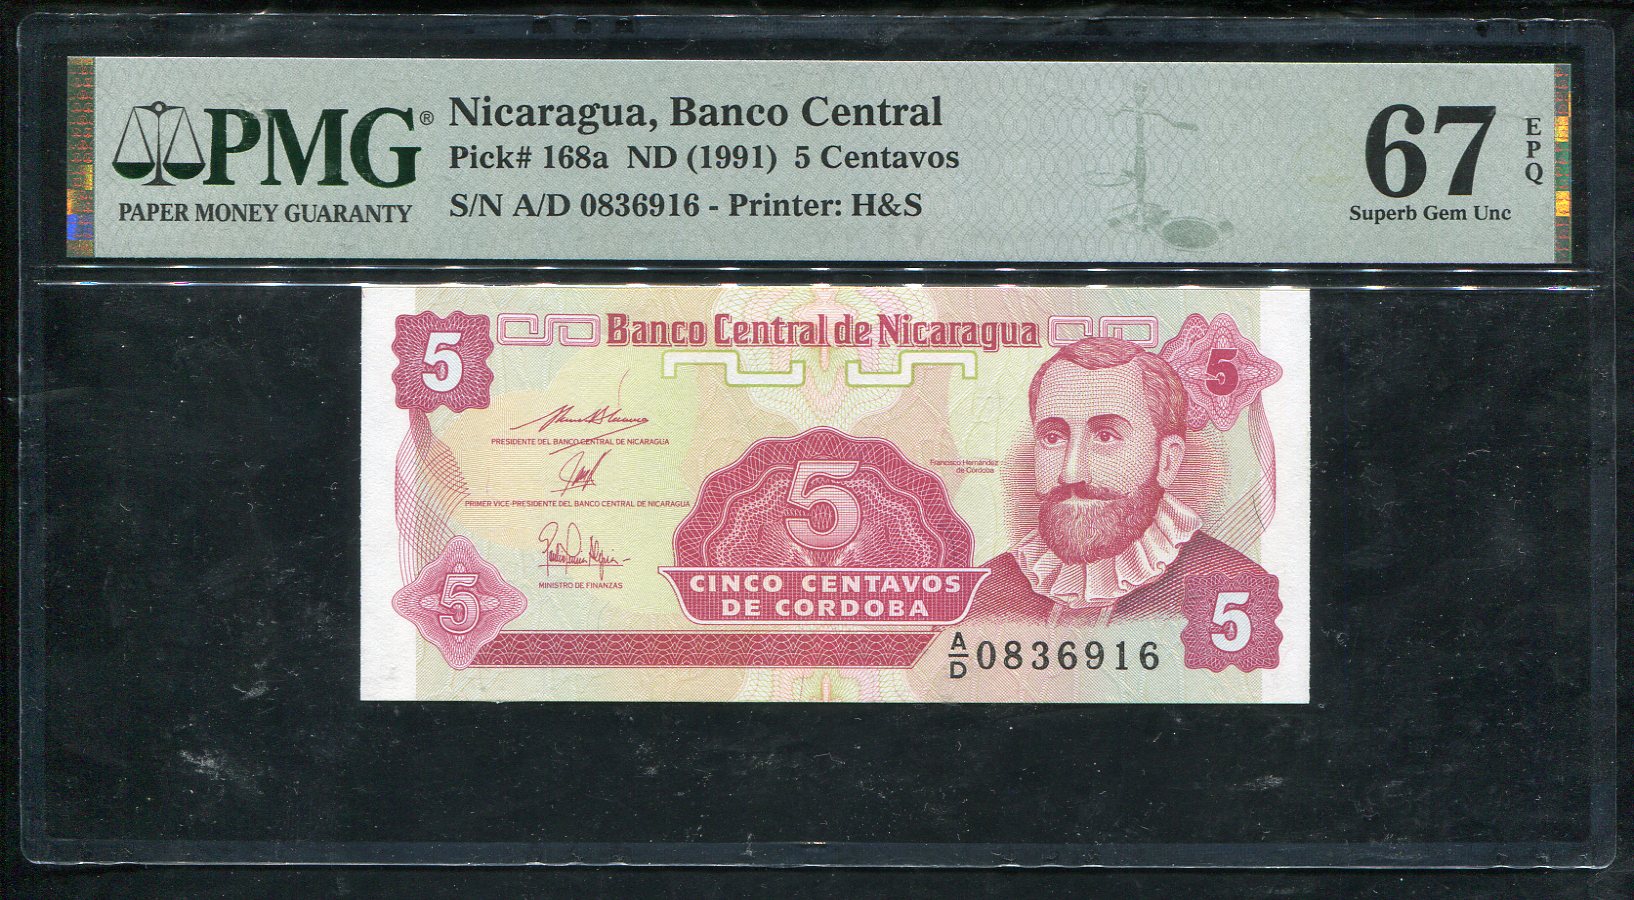 PMG®
PAPER MONEY GUARANTY
Nicaragua, Banco Central
Pick# 168a ND (1991) 5 Centavos
S/N A/D 0836916 - Printer: H&S
67
EPQ
Superb Gem Unc
5
Banco Central de Nicaragua
5
PRESIDENTE DEL BANCO CENTRAL DE NICARAGUA
Francisco Hernández
de Córdoba
PRIMER VICE-PRESIDENTE DEL BANCO CENTRAL DE NICARAGUA
5
MINISTRO DE FINANZAS
CINCO CENTAVOS
DE CORDOBA
5
5
A/D 0836916